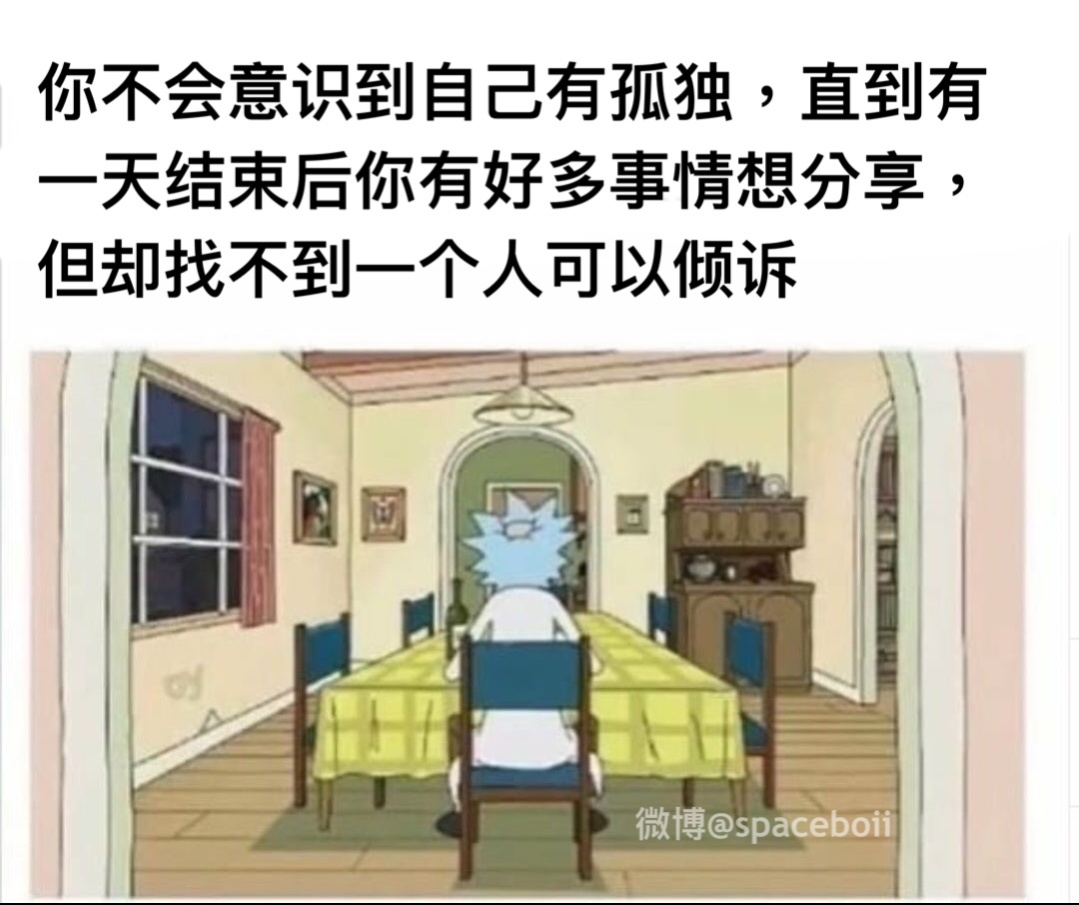 你不会意识到自己有孤独，直到有
一天结束后你有好多事情想分享，
但却找不到一个人可以倾诉
微博@spaceboii